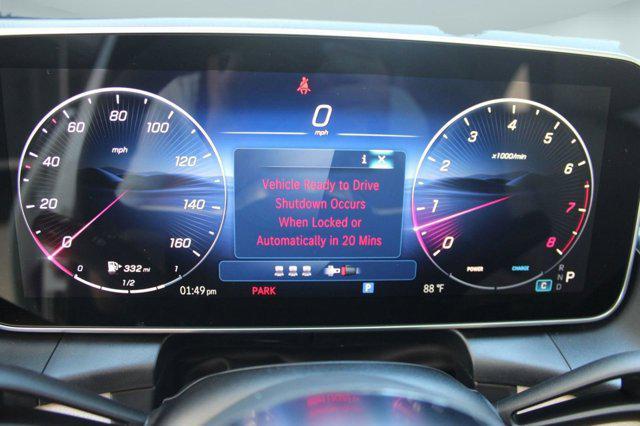 0
mph
i
Vehicle Ready to Drive
Shutdown Occurs
When Locked or
Automatically in 20 Mins
0
20
40
60
80
100
120
140
160
mph
332 mi
0
1/2
1
0
1
2
3
4
5
6
7
8
x1000/min
POWER
CHARGE
R
N
D
P
C
01:49 pm
PARK
P
88 °F